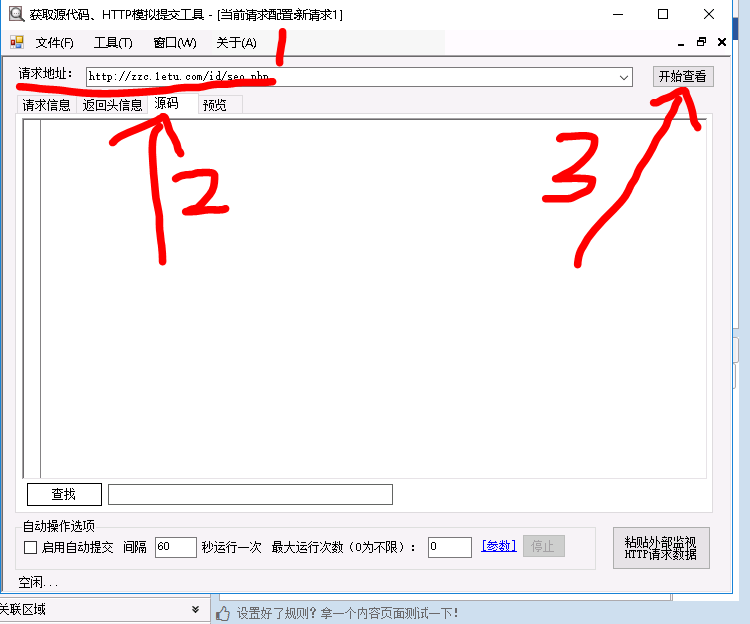 获取源代码、HTTP模拟提交工具 - [当前请求配置:新请求1]
文件(F) 工具(T) 窗口(W) 关于(A)
1
请求地址: http://zzc.1etu.com/id/seo.php 开始查看
请求信息 返回头信息 源码 预览
2
3
查找
自动操作选项
启用自动提交 间隔 60 秒运行一次 最大运行次数（0为不限）： 0 [参数] 停止
粘贴外部监视
HTTP请求数据
空闲...
关联区域
设置好了规则？拿一个内容页面测试一下！